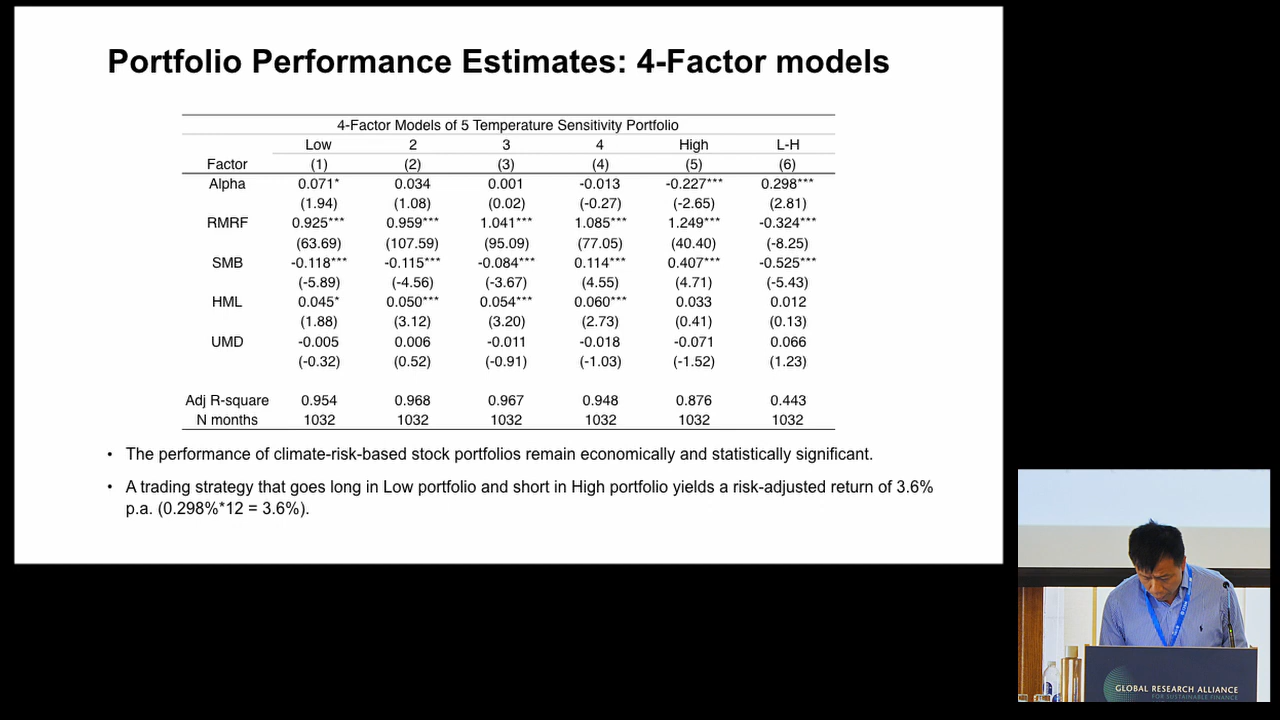 Portfolio Performance Estimates: 4-Factor models
4-Factor Models of 5 Temperature Sensitivity Portfolio
Low 2 3 4 High L-H
Factor (1) (2) (3) (4) (5) (6)
Alpha 0.071* 0.034 0.001 -0.013 -0.227*** 0.298***
(1.94) (1.08) (0.02) (-0.27) (-2.65) (2.81)
RMRF 0.925*** 0.959*** 1.041*** 1.085*** 1.249*** -0.324***
(63.69) (107.59) (95.09) (77.05) (40.40) (-8.25)
SMB -0.118*** -0.115*** -0.084*** 0.114*** 0.407*** -0.525***
(-5.89) (-4.56) (-3.67) (4.55) (4.71) (-5.43)
HML 0.045* 0.050*** 0.054*** 0.060*** 0.033 0.012
(1.88) (3.12) (3.20) (2.73) (0.41) (0.13)
UMD -0.005 0.006 -0.011 -0.018 -0.071 0.066
(-0.32) (0.52) (-0.91) (-1.03) (-1.52) (1.23)
Adj R-square 0.954 0.968 0.967 0.948 0.876 0.443
N months 1032 1032 1032 1032 1032 1032
• The performance of climate-risk-based stock portfolios remain economically and statistically significant.
• A trading strategy that goes long in Low portfolio and short in High portfolio yields a risk-adjusted return of 3.6%
p.a. (0.298%*12 = 3.6%).
GLOBAL RESEARCH ALLIANCE
FOR SUSTAINABLE FINANCE